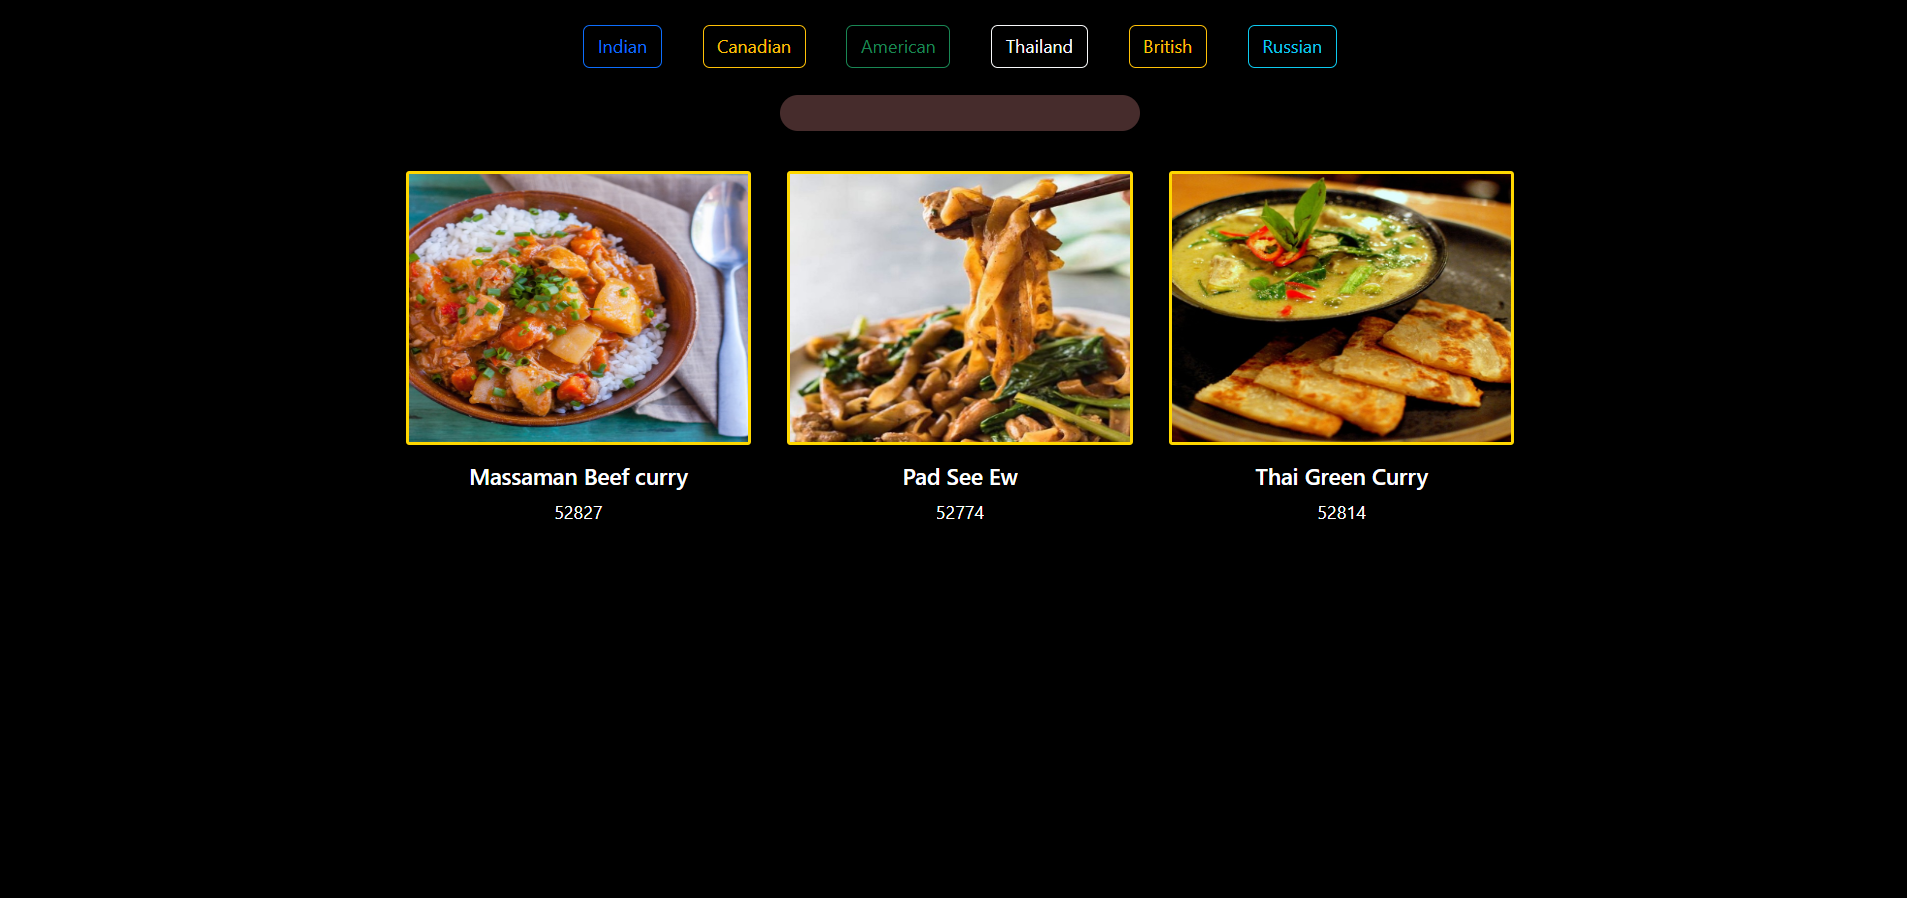 Indian Canadian American Thailand British Russian
Massaman Beef curry
52827
Pad See Ew
52774
Thai Green Curry
52814